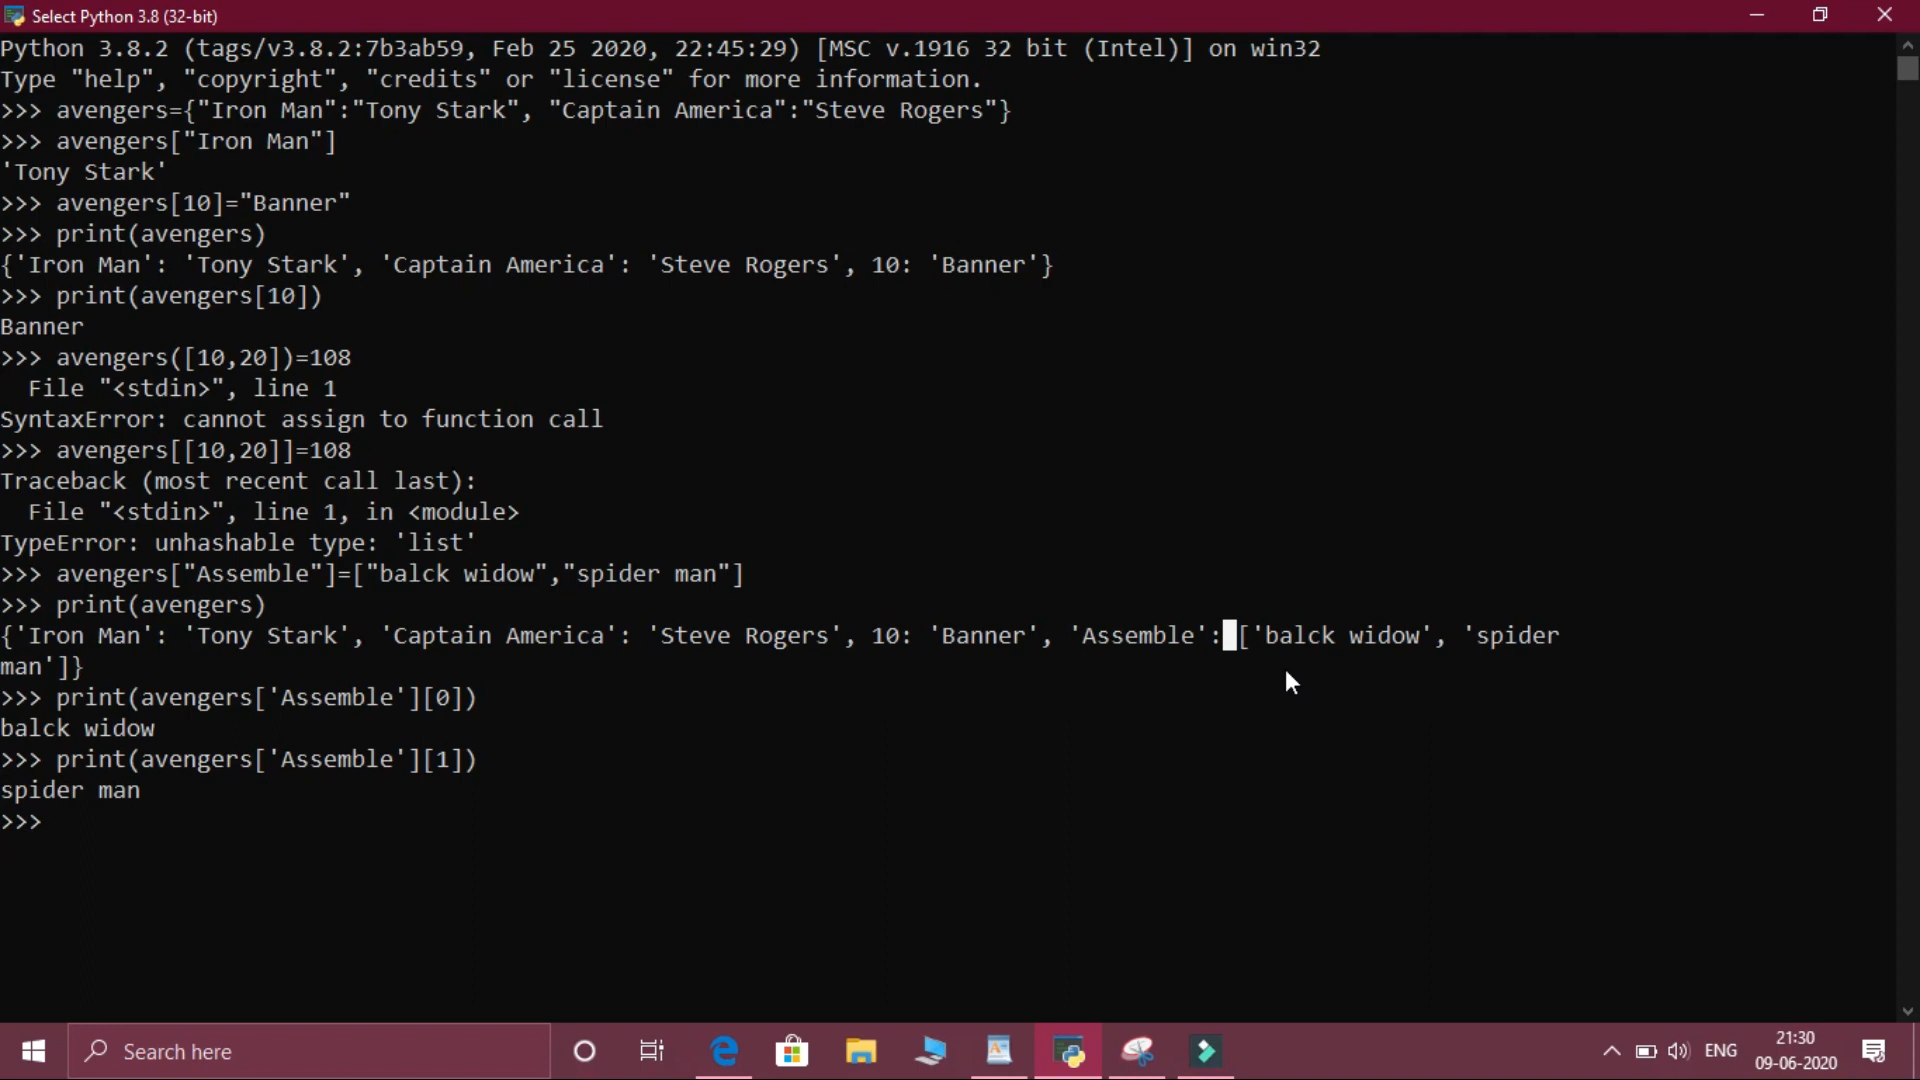 Select Python 3.8 (32-bit)
Python 3.8.2 (tags/v3.8.2:7b3ab59, Feb 25 2020, 22:45:29) [MSC v.1916 32 bit (Intel)] on win32
Type "help", "copyright", "credits" or "license" for more information.
>>> avengers={"Iron Man":"Tony Stark", "Captain America":"Steve Rogers"}
>>> avengers["Iron Man"]
'Tony Stark'
>>> avengers[10]="Banner"
>>> print(avengers)
{'Iron Man': 'Tony Stark', 'Captain America': 'Steve Rogers', 10: 'Banner'}
>>> print(avengers[10])
Banner
>>> avengers([10,20])=108
  File "<stdin>", line 1
SyntaxError: cannot assign to function call
>>> avengers[[10,20]]=108
Traceback (most recent call last):
  File "<stdin>", line 1, in <module>
TypeError: unhashable type: 'list'
>>> avengers["Assemble"]=["balck widow","spider man"]
>>> print(avengers)
{'Iron Man': 'Tony Stark', 'Captain America': 'Steve Rogers', 10: 'Banner', 'Assemble': ['balck widow', 'spider
man']}
>>> print(avengers['Assemble'][0])
balck widow
>>> print(avengers['Assemble'][1])
spider man
>>>
Search here
ENG
21:30
09-06-2020